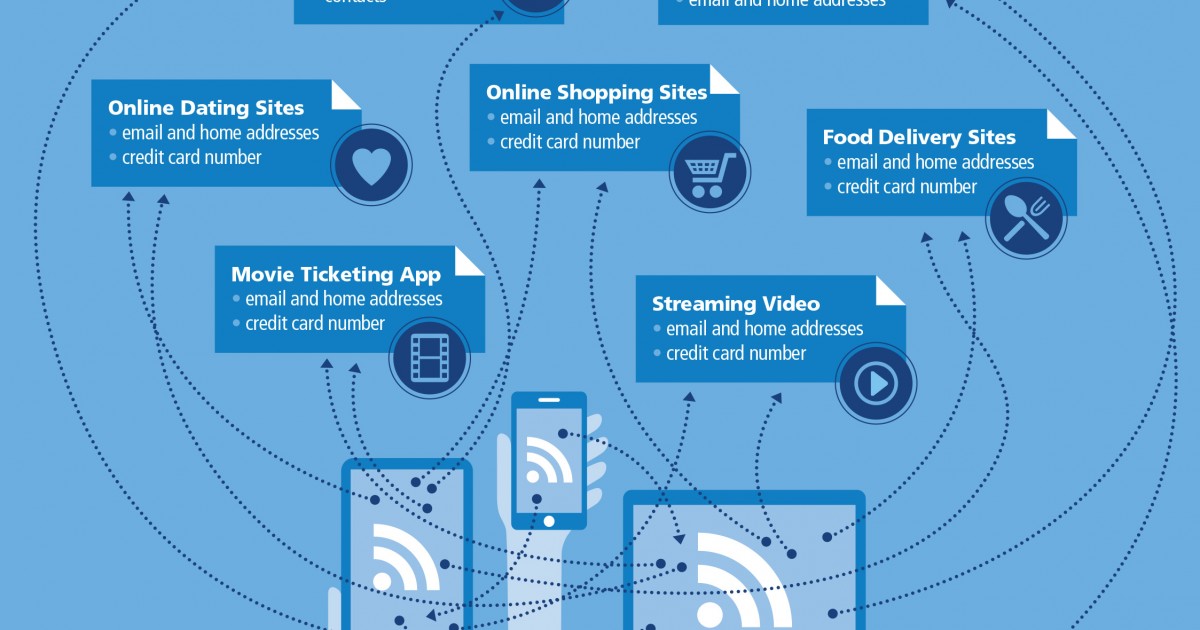 contacts
• email and home addresses
Online Dating Sites
• email and home addresses
• credit card number
Online Shopping Sites
• email and home addresses
• credit card number
Food Delivery Sites
• email and home addresses
• credit card number
Movie Ticketing App
• email and home addresses
• credit card number
Streaming Video
• email and home addresses
• credit card number